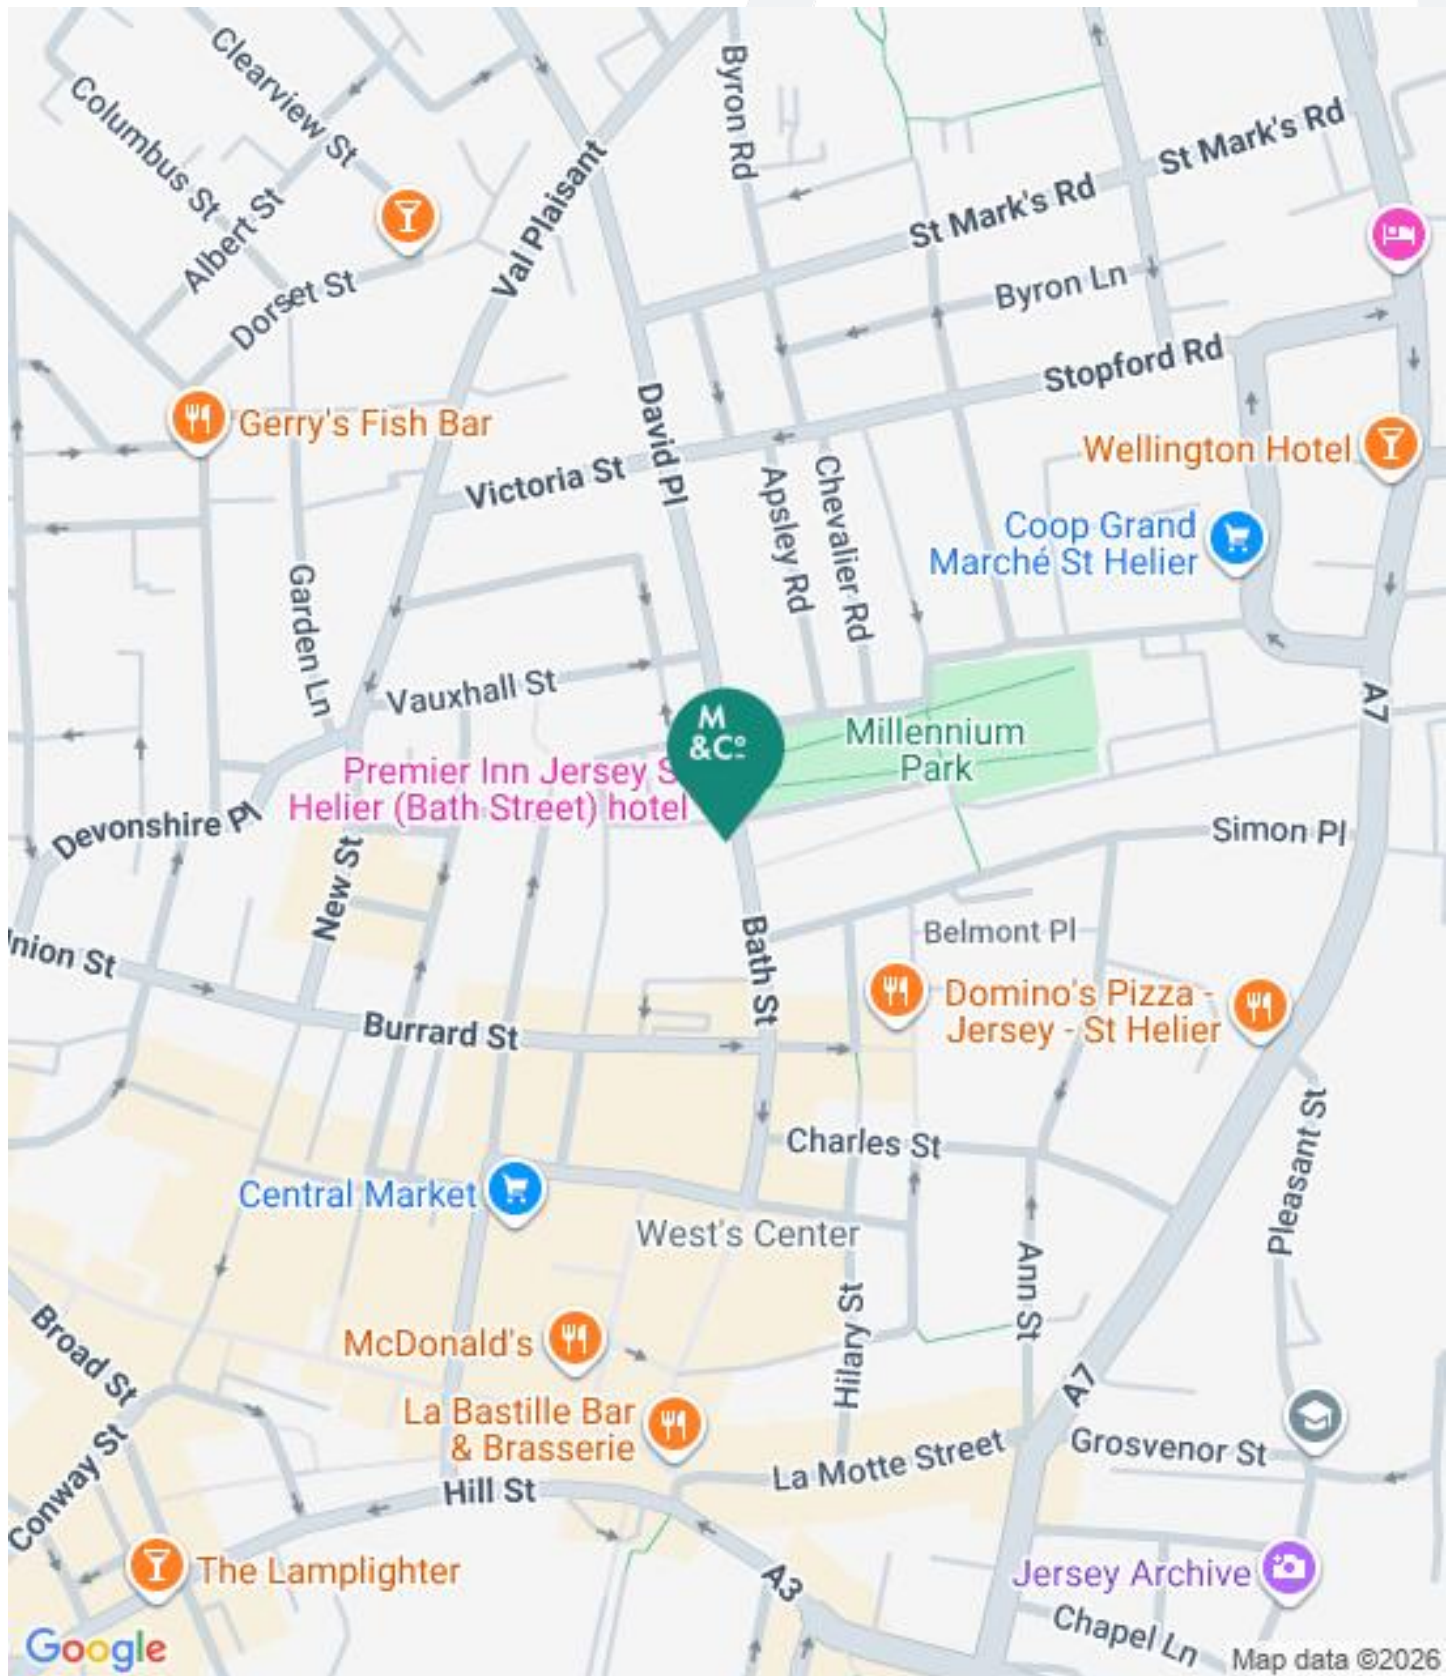 Clearview St
Columbus St
Albert St
Dorset St
Val Plaisant
Byron Rd
St Mark's Rd
St Mark's Rd
Byron Ln
Stopford Rd
Gerry's Fish Bar
David Pl
Victoria St
Apsley Rd
Chevalier Rd
Wellington Hotel
Coop Grand
Marché St Helier
Garden Ln
Vauxhall St
A7
M
&Cº
Millennium
Park
Premier Inn Jersey S
Helier (Bath Street) hotel
Devonshire Pl
New St
Simon Pl
Bath St
Belmont Pl
nion St
Domino's Pizza -
Jersey - St Helier
Burrard St
Charles St
Pleasant St
Central Market
West's Center
Ann St
Hilary St
Broad St
McDonald's
A7
La Bastille Bar
& Brasserie
La Motte Street
Grosvenor St
Conway St
Hill St
The Lamplighter
A3
Jersey Archive
Chapel Ln
Google
Map data ©2026